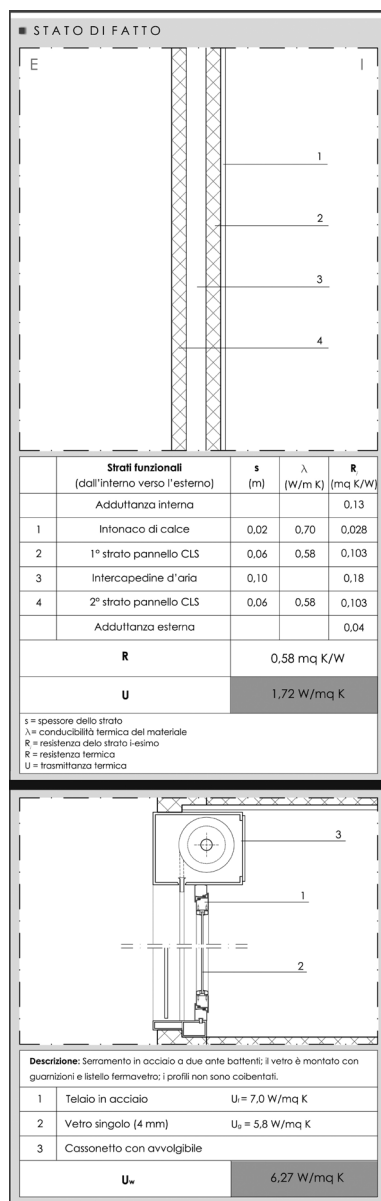 STATO DI FATTO
E I
1
2
3
4
Strati funzionali s λ Rᵢ
(dall'interno verso l'esterno) (m) (W/m K) (mq K/W)
Adduttanza interna 0,13
1 Intonaco di calce 0,02 0,70 0,028
2 1° strato pannello CLS 0,06 0,58 0,103
3 Intercapedine d'aria 0,10 0,18
4 2° strato pannello CLS 0,06 0,58 0,103
Adduttanza esterna 0,04
R 0,58 mq K/W
U 1,72 W/mq K
s = spessore dello strato
λ= conducibilità termica del materiale
Rᵢ = resistenza delo strato i-esimo
R = resistenza termica
U = trasmittanza termica
3
1
2
Descrizione: Serramento in acciaio a due ante battenti; il vetro è montato con
guarnizioni e listello fermavetro; i profili non sono coibentati.
1 Telaio in acciaio Uf= 7,0 W/mq K
2 Vetro singolo (4 mm) Ug = 5,8 W/mq K
3 Cassonetto con avvolgibile
Uw 6,27 W/mq K